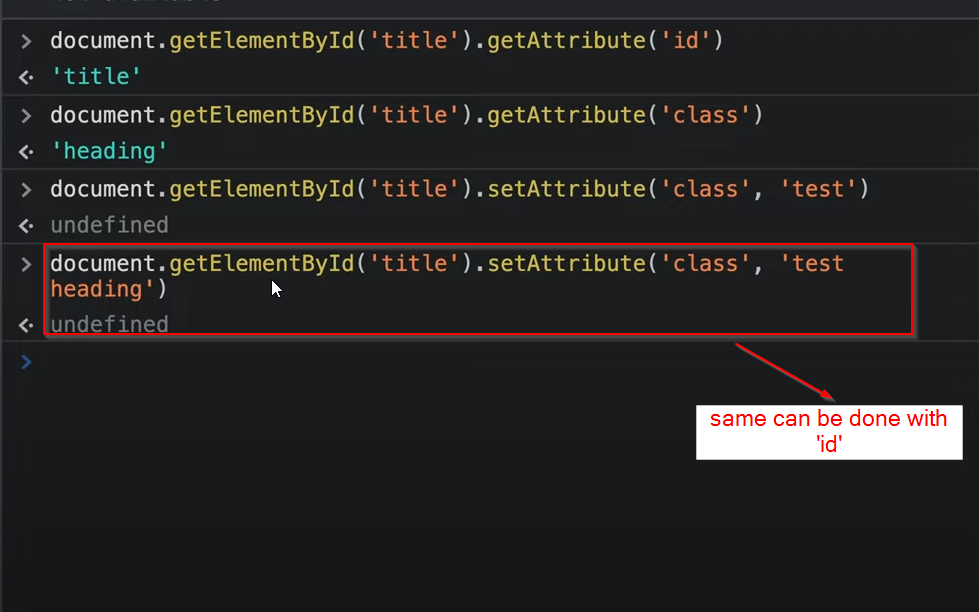 document.getElementById('title').getAttribute('id')
'title'
document.getElementById('title').getAttribute('class')
'heading'
document.getElementById('title').setAttribute('class', 'test')
undefined
document.getElementById('title').setAttribute('class', 'test
heading')
undefined
same can be done with
'id'